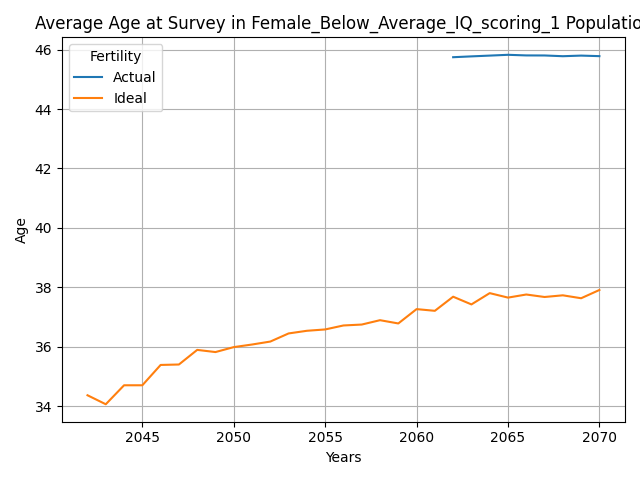 Average Age at Survey in Female_Below_Average_IQ_scoring_1 Populatio
46
44
42
40
38
36
34
Age
Fertility
Actual
Ideal
2045 2050 2055 2060 2065 2070
Years